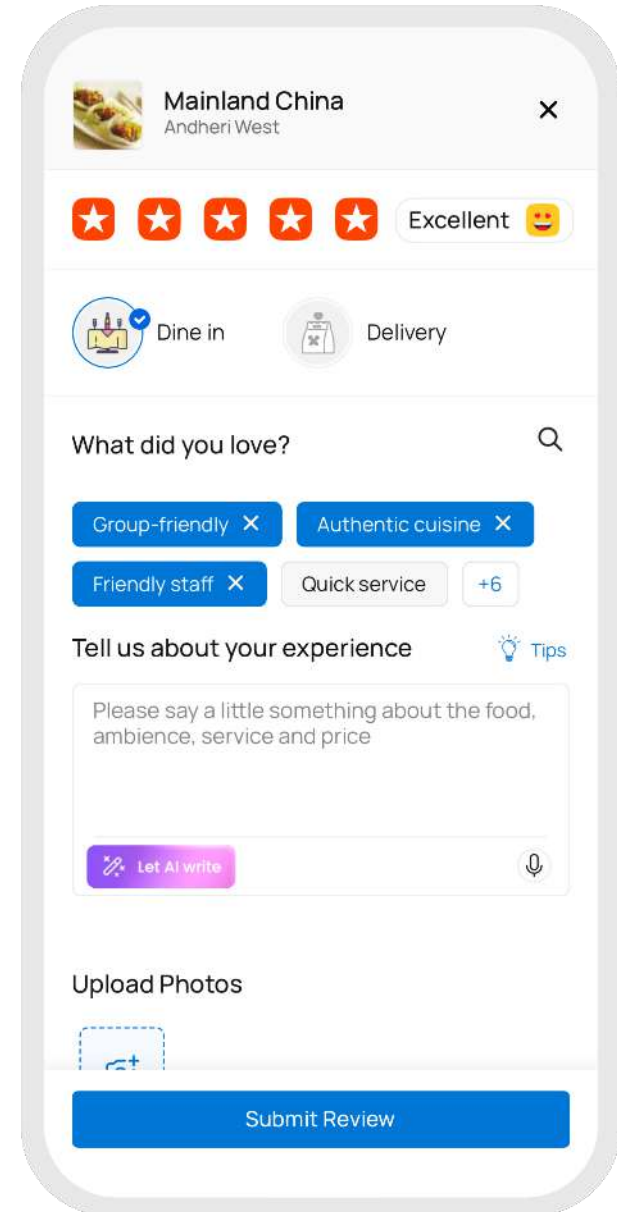 Mainland China
Andheri West
Excellent
Dine in
Delivery
What did you love?
Group-friendly
Authentic cuisine
Friendly staff
Quick service
+6
Tell us about your experience
Tips
Please say a little something about the food,
ambience, service and price
Let AI write
Upload Photos
Submit Review